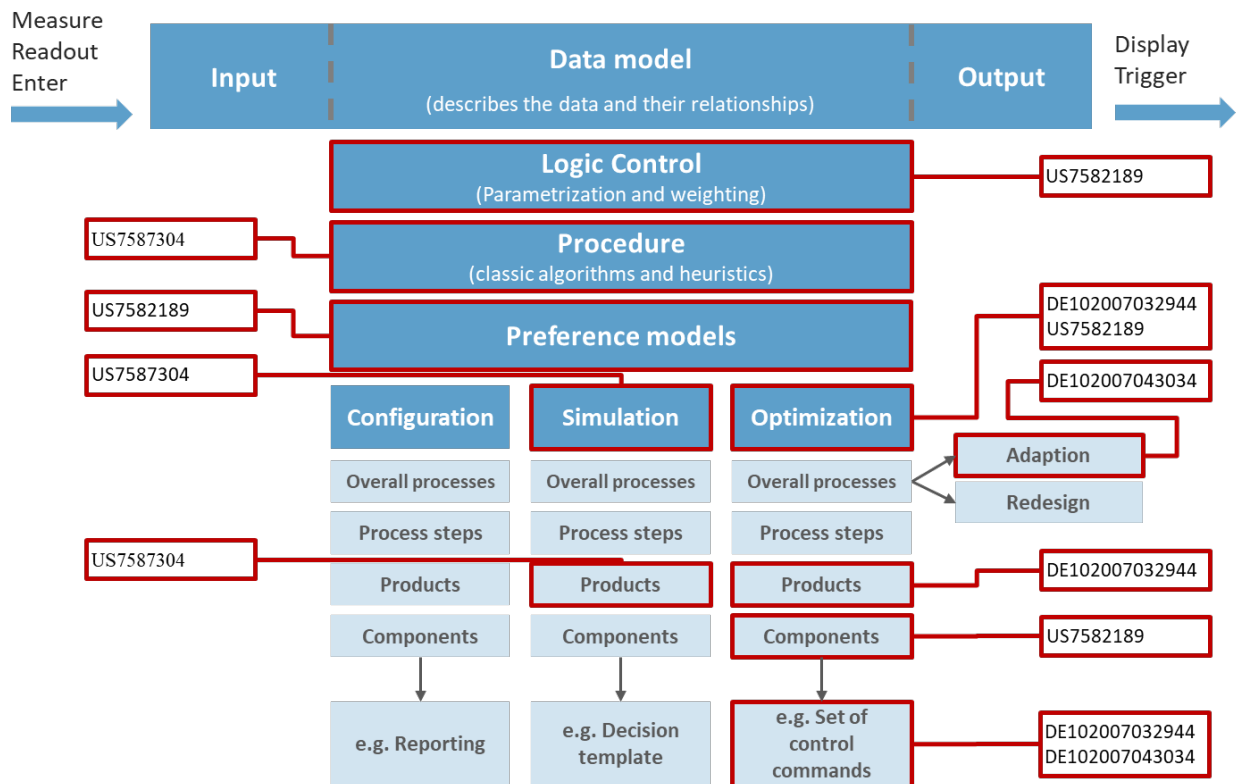 Measure
Readout
Enter
Input
Data model
(describes the data and their relationships)
Output
Display
Trigger
Logic Control
(Parametrization and weighting)
US7582189
US7587304
Procedure
(classic algorithms and heuristics)
US7582189
Preference models
DE102007032944
US7582189
US7587304
DE102007043034
Configuration
Simulation
Optimization
Adaption
Overall processes
Overall processes
Overall processes
Redesign
Process steps
Process steps
Process steps
US7587304
Products
Products
Products
DE102007032944
Components
Components
Components
US7582189
e.g. Reporting
e.g. Decision
template
e.g. Set of
control
commands
DE102007032944
DE102007043034